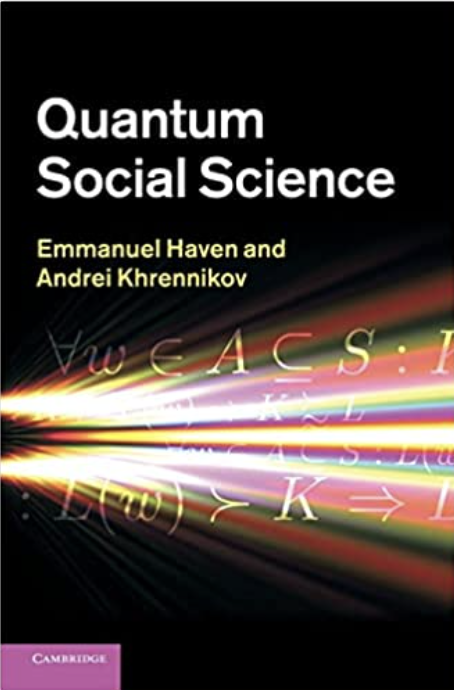 Quantum
Social Science
Emmanuel Haven and
Andrei Khrennikov
∀w ∈ A ⊆ S :
K ≿ L
A ⊆ S : L(w
: L(w) ≻ K ⇒
CAMBRIDGE